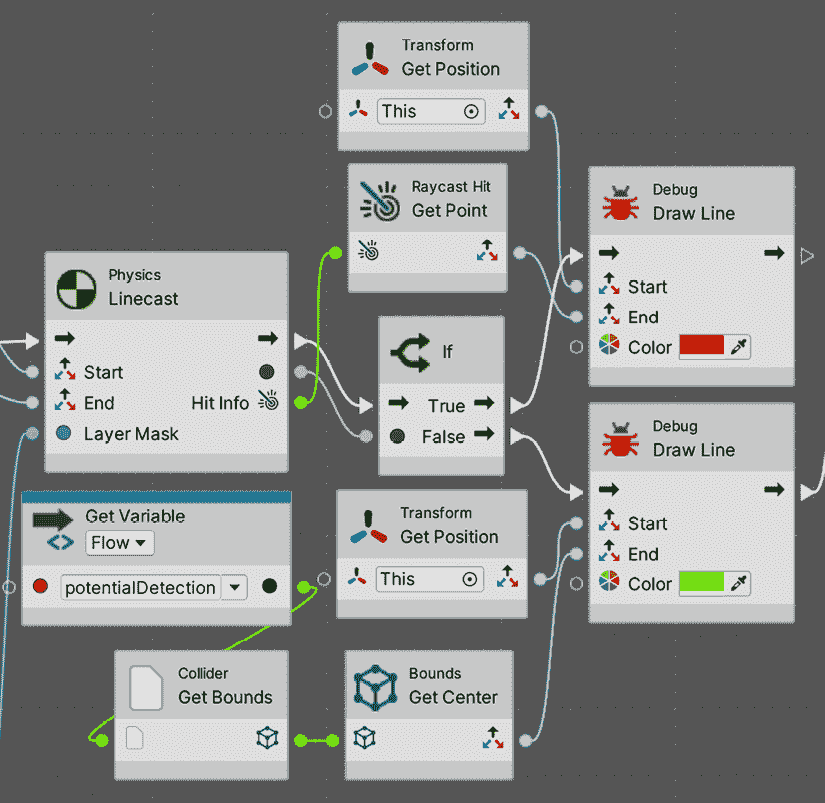 Transform
Get Position
This
Raycast Hit
Get Point
Debug
Draw Line
Start
End
Color
Physics
Linecast
Start
End
Hit Info
Layer Mask
If
True
False
Debug
Draw Line
Start
End
Color
Get Variable
Flow
potentialDetection
Transform
Get Position
This
Collider
Get Bounds
Bounds
Get Center